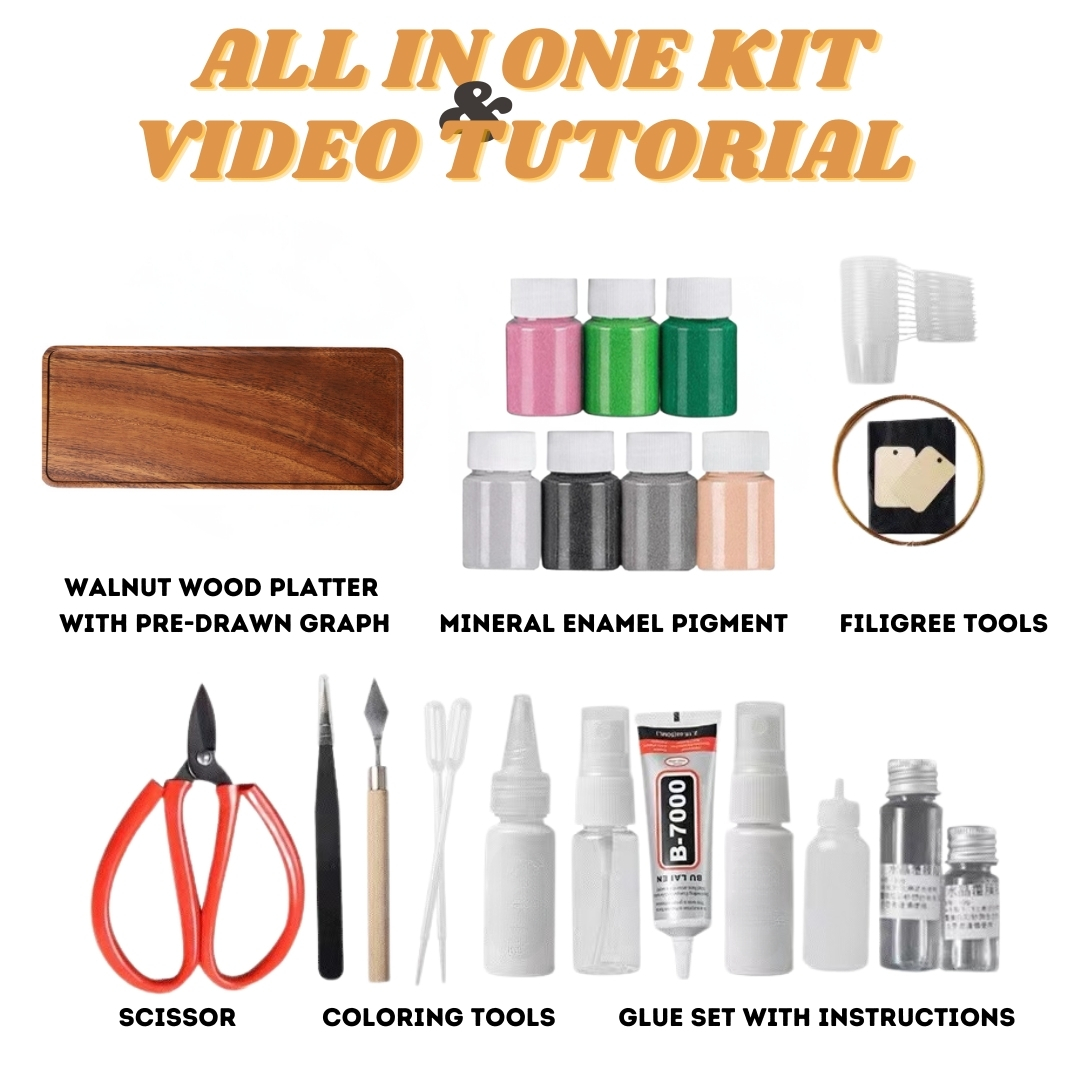 ALL IN ONE KIT
&
VIDEO TUTORIAL
WALNUT WOOD PLATTER
WITH PRE-DRAWN GRAPH
MINERAL ENAMEL PIGMENT
FILIGREE TOOLS
B-7000
SCISSOR
COLORING TOOLS
GLUE SET WITH INSTRUCTIONS